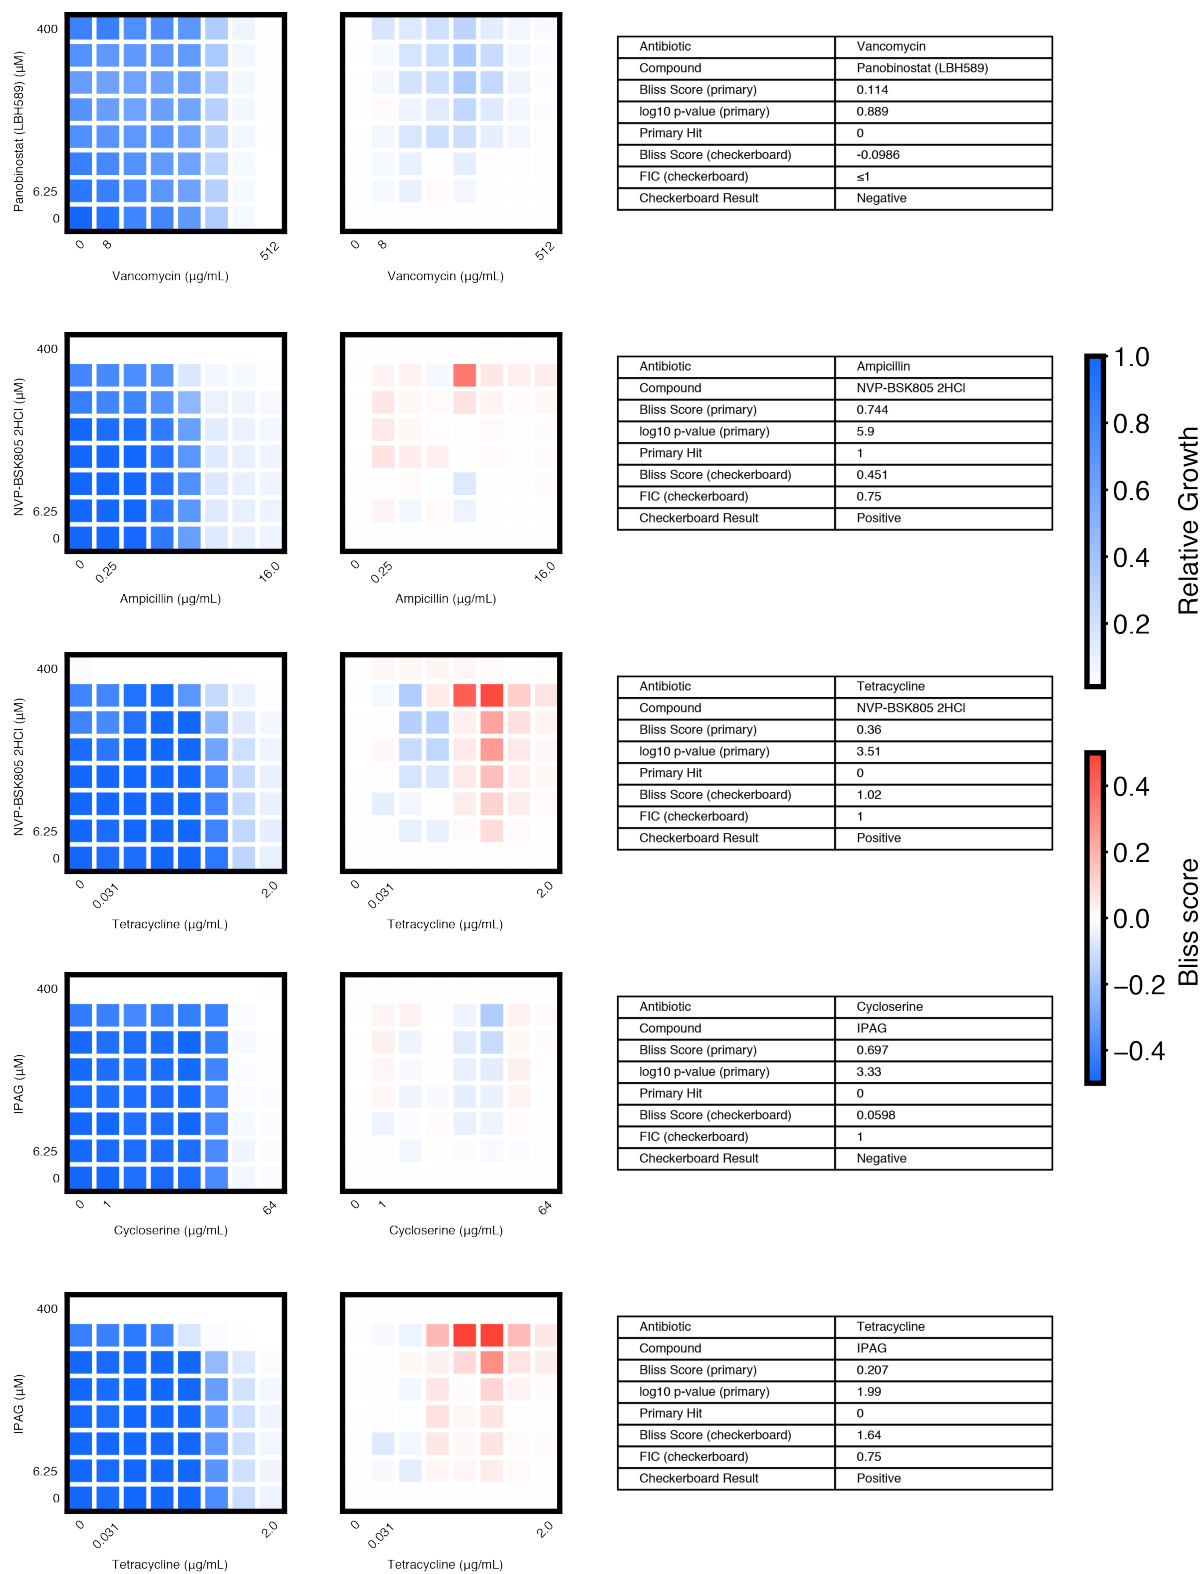 400
Panobinostat (LBH589) (µM)
6.25
0
0 8 512
Vancomycin (µg/mL)
0 8 512
Vancomycin (µg/mL)
Antibiotic Vancomycin
Compound Panobinostat (LBH589)
Bliss Score (primary) 0.114
log10 p-value (primary) 0.889
Primary Hit 0
Bliss Score (checkerboard) -0.0986
FIC (checkerboard) ≤1
Checkerboard Result Negative
400
NVP-BSK805 2HCl (µM)
6.25
0
0 0.25 16.0
Ampicillin (µg/mL)
0 0.25 16.0
Ampicillin (µg/mL)
Antibiotic Ampicillin
Compound NVP-BSK805 2HCl
Bliss Score (primary) 0.744
log10 p-value (primary) 5.9
Primary Hit 1
Bliss Score (checkerboard) 0.451
FIC (checkerboard) 0.75
Checkerboard Result Positive
1.0
0.8
0.6
0.4
0.2
Relative Growth
400
NVP-BSK805 2HCl (µM)
6.25
0
0 0.031 2.0
Tetracycline (µg/mL)
0 0.031 2.0
Tetracycline (µg/mL)
Antibiotic Tetracycline
Compound NVP-BSK805 2HCl
Bliss Score (primary) 0.36
log10 p-value (primary) 3.51
Primary Hit 0
Bliss Score (checkerboard) 1.02
FIC (checkerboard) 1
Checkerboard Result Positive
0.4
0.2
0.0
−0.2
−0.4
Bliss score
400
IPAG (µM)
6.25
0
0 1 64
Cycloserine (µg/mL)
0 1 64
Cycloserine (µg/mL)
Antibiotic Cycloserine
Compound IPAG
Bliss Score (primary) 0.697
log10 p-value (primary) 3.33
Primary Hit 0
Bliss Score (checkerboard) 0.0598
FIC (checkerboard) 1
Checkerboard Result Negative
400
IPAG (µM)
6.25
0
0 0.031 2.0
Tetracycline (µg/mL)
0 0.031 2.0
Tetracycline (µg/mL)
Antibiotic Tetracycline
Compound IPAG
Bliss Score (primary) 0.207
log10 p-value (primary) 1.99
Primary Hit 0
Bliss Score (checkerboard) 1.64
FIC (checkerboard) 0.75
Checkerboard Result Positive